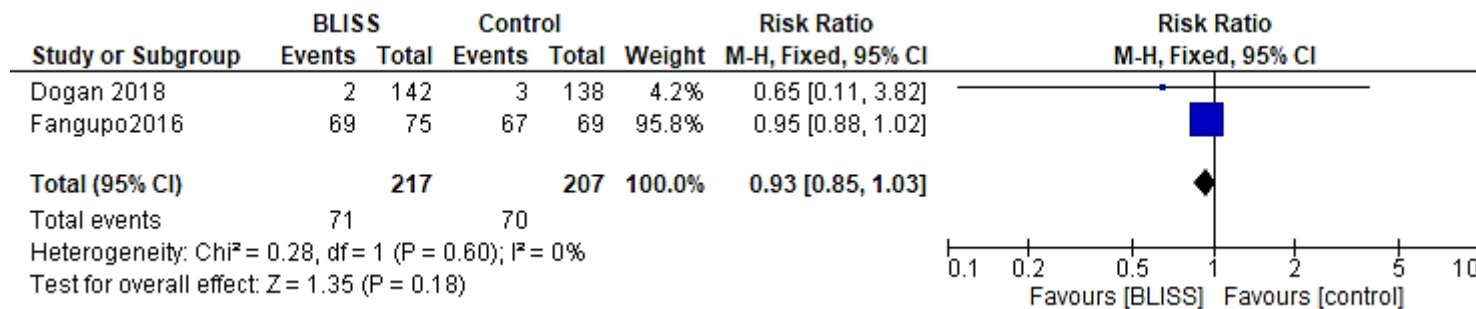 BLISS Control Risk Ratio Risk Ratio
Study or Subgroup Events Total Events Total Weight M-H, Fixed, 95% CI M-H, Fixed, 95% CI
Dogan 2018 2 142 3 138 4.2% 0.65 [0.11, 3.82]
Fangupo2016 69 75 67 69 95.8% 0.95 [0.88, 1.02]
Total (95% CI) 217 207 100.0% 0.93 [0.85, 1.03]
Total events 71 70
Heterogeneity: Chi² = 0.28, df = 1 (P = 0.60); I² = 0%
Test for overall effect: Z = 1.35 (P = 0.18)
0.1 0.2 0.5 1 2 5 10
Favours [BLISS] Favours [control]